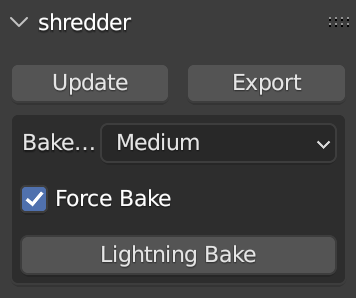 shredder
Update Export
Bake... Medium
Force Bake
Lightning Bake